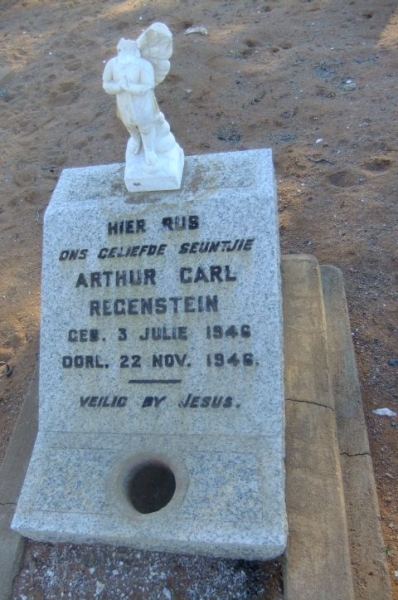 HIER RUS
ONS GELIEFDE SEUNTJIE
ARTHUR CARL
REGENSTEIN
GEB. 3 JULIE 1946
OORL. 22 NOV. 1946.
VEILIG BY JESUS.